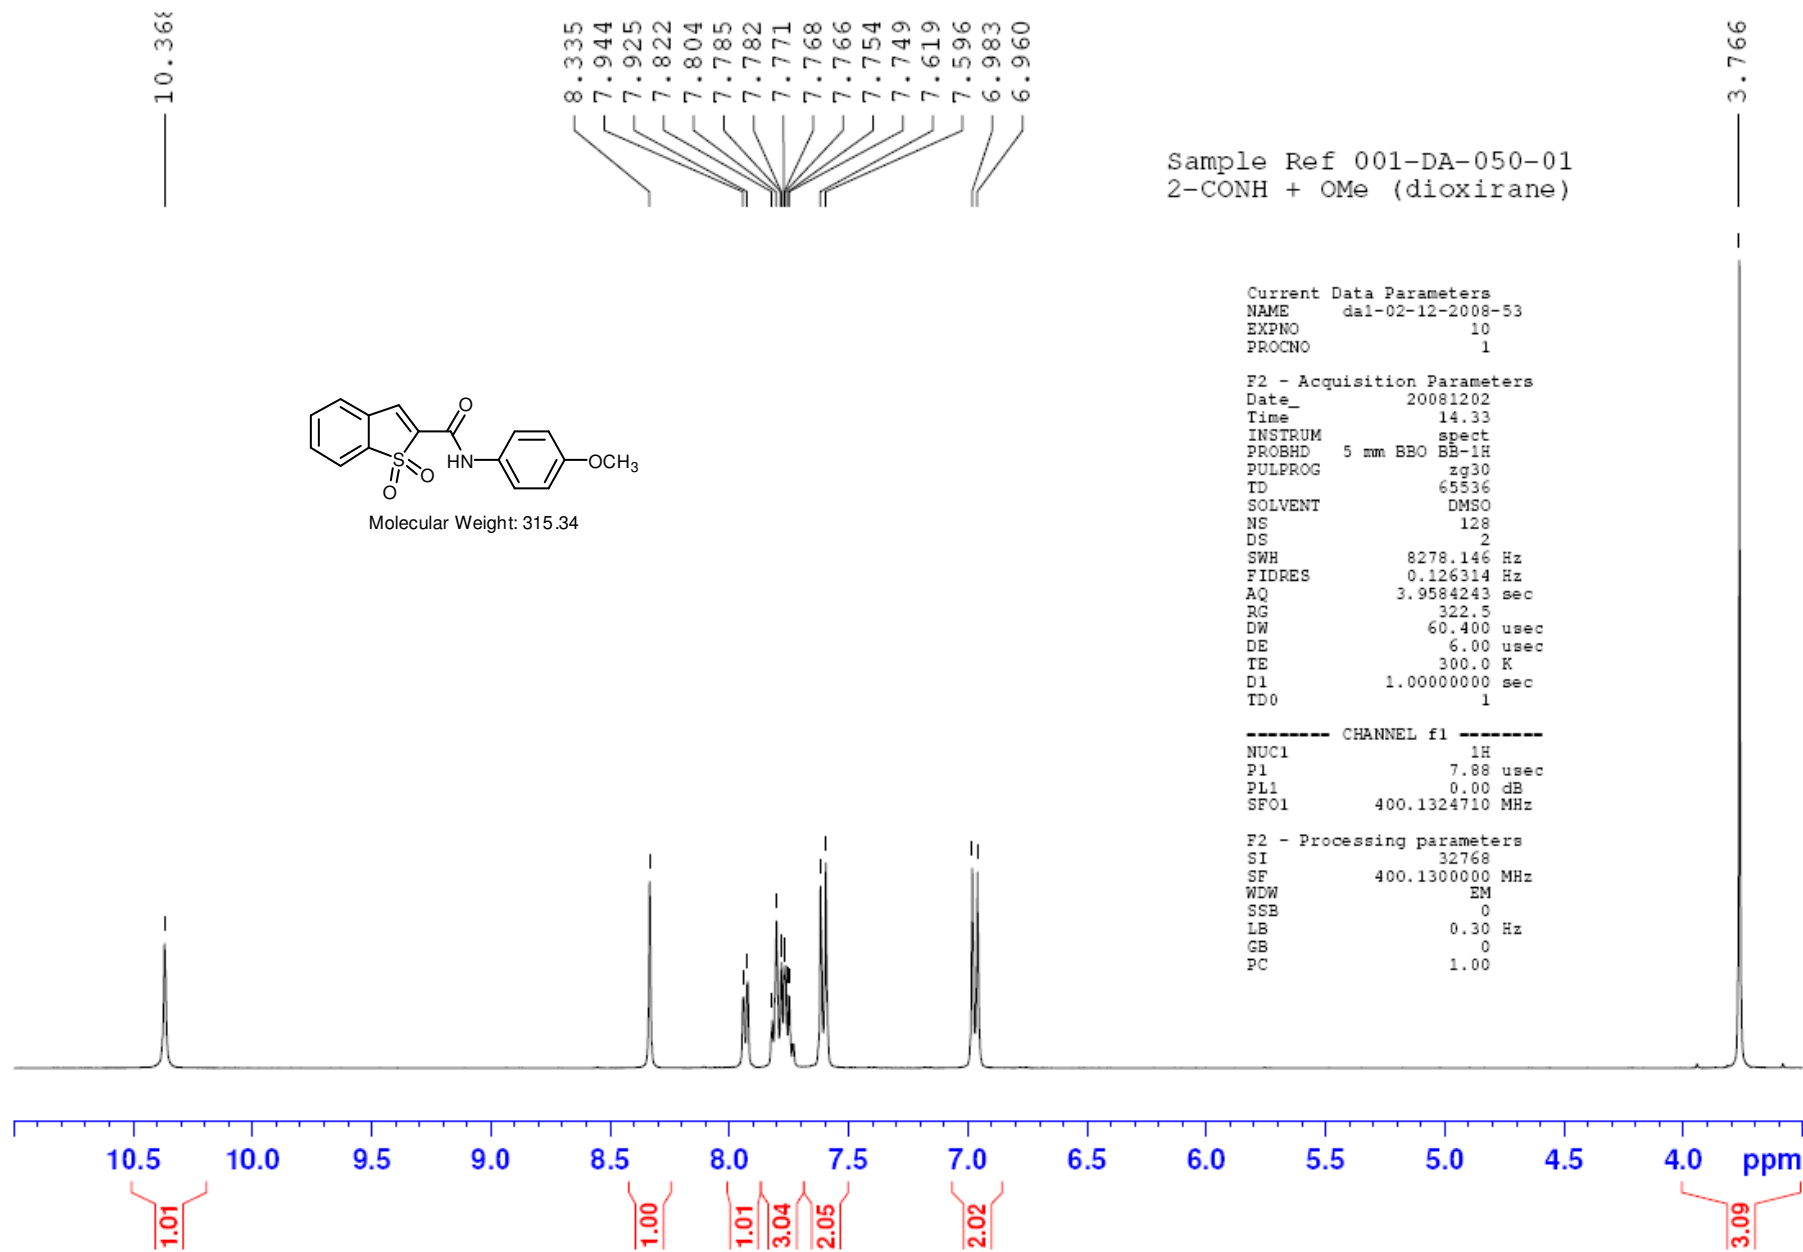 10.368
8.335
7.944
7.925
7.822
7.804
7.785
7.782
7.771
7.768
7.766
7.754
7.749
7.619
7.596
6.983
6.960
3.766
Sample Ref 001-DA-050-01
2-CONH + OMe (dioxirane)
Current Data Parameters
NAME da1-02-12-2008-53
EXPNO 10
PROCNO 1
F2 - Acquisition Parameters
Date_ 20081202
Time 14.33
INSTRUM spect
PROBHD 5 mm BBO BB-1H
PULPROG zg30
TD 65536
SOLVENT DMSO
NS 128
DS 2
SWH 8278.146 Hz
FIDRES 0.126314 Hz
AQ 3.9584243 sec
RG 322.5
DW 60.400 usec
DE 6.00 usec
TE 300.0 K
D1 1.00000000 sec
TD0 1
======== CHANNEL f1 ========
NUC1 1H
P1 7.88 usec
PL1 0.00 dB
SFO1 400.1324710 MHz
F2 - Processing parameters
SI 32768
SF 400.1300000 MHz
WDW EM
SSB 0
LB 0.30 Hz
GB 0
PC 1.00
O
S
O
O
HN
OCH3
Molecular Weight: 315.34
10.5 10.0 9.5 9.0 8.5 8.0 7.5 7.0 6.5 6.0 5.5 5.0 4.5 4.0 ppm
1.01
1.00
1.01
3.04
2.05
2.02
3.09